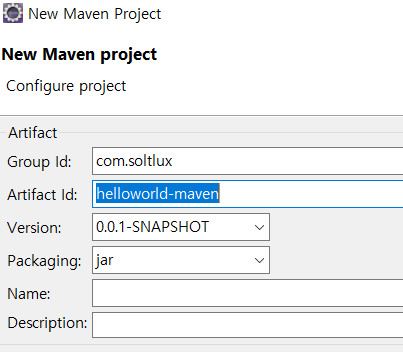 New Maven Project
New Maven project
Configure project
Artifact
Group Id: com.soltlux
Artifact Id: helloworld-maven
Version: 0.0.1-SNAPSHOT
Packaging: jar
Name:
Description: